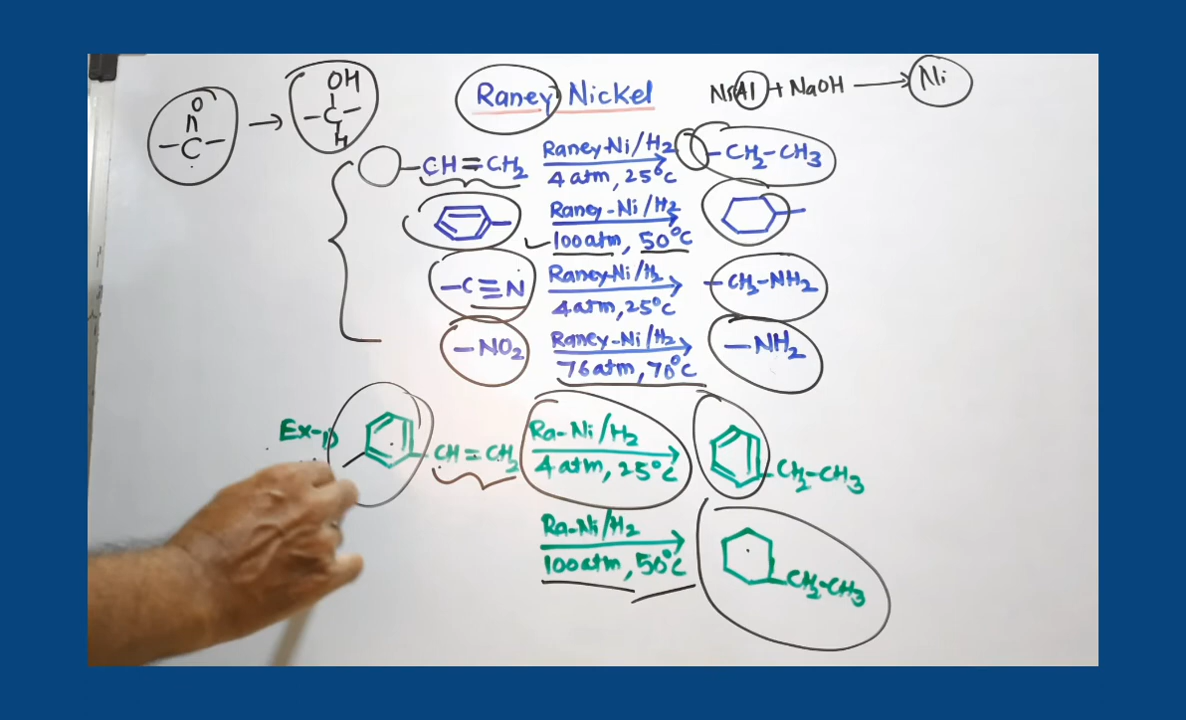 O OH
-C- → -C- Raney Nickel NiAl + NaOH → Ni
H
-CH=CH2 Raney-Ni/H2 -CH2-CH3
4 atm, 25°C
Raney-Ni/H2
100 atm, 50°C
-C≡N Raney-Ni/H2 -CH2-NH2
4 atm, 25°C
-NO2 Raney-Ni/H2 -NH2
76 atm, 70°C
Ex-1) CH=CH2 Ra-Ni/H2 CH2-CH3
4 atm, 25°C
Ra-Ni/H2
100 atm, 50°C CH2-CH3